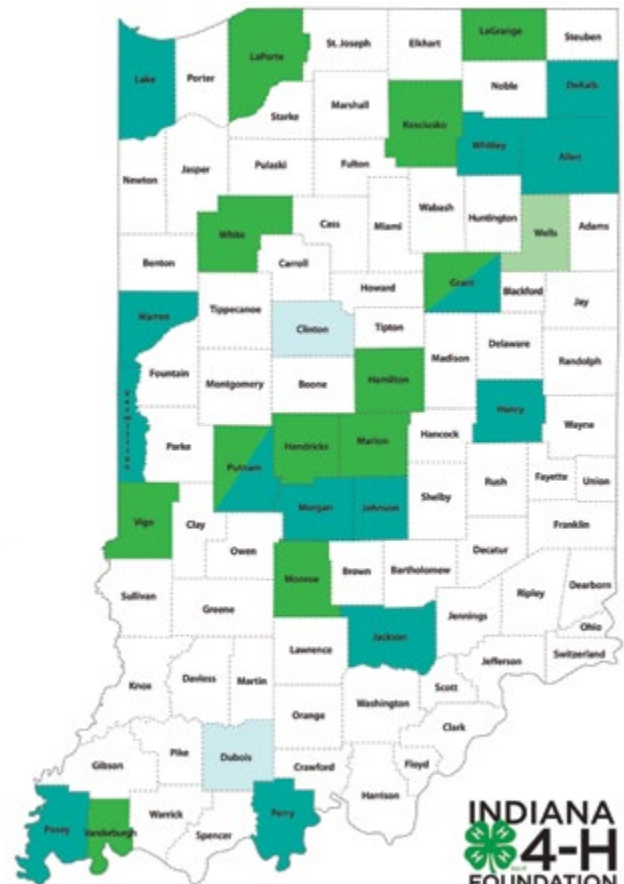 St. Joseph
Elkhart
LaGrange
Steuben
Lake
Porter
LaPorte
Noble
DeKalb
Starke
Marshall
Kosciusko
Whitley
Allen
Newton
Jasper
Pulaski
Fulton
Wabash
Huntington
Wells
Adams
White
Cass
Miami
Benton
Carroll
Howard
Grant
Blackford
Jay
Warren
Tippecanoe
Clinton
Tipton
Madison
Delaware
Randolph
Fountain
Montgomery
Boone
Hamilton
Henry
Wayne
Parke
Putnam
Hendricks
Marion
Hancock
Rush
Fayette
Union
Vigo
Clay
Morgan
Johnson
Shelby
Franklin
Owen
Decatur
Monroe
Brown
Bartholomew
Sullivan
Greene
Ripley
Dearborn
Jennings
Ohio
Jackson
Lawrence
Switzerland
Jefferson
Knox
Daviess
Martin
Washington
Scott
Orange
Clark
Gibson
Pike
Dubois
Crawford
Floyd
Harrison
Posey
Vanderburgh
Warrick
Spencer
Perry
INDIANA
H H H H
4-H
FOUNDATION